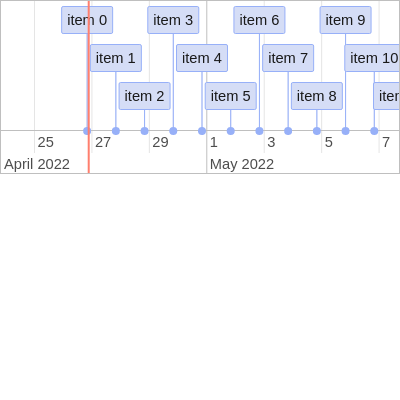 item 0 item 3 item 6 item 9
item 1 item 4 item 7 item 10
item 2 item 5 item 8
25 27 29 1 3 5 7
April 2022 May 2022